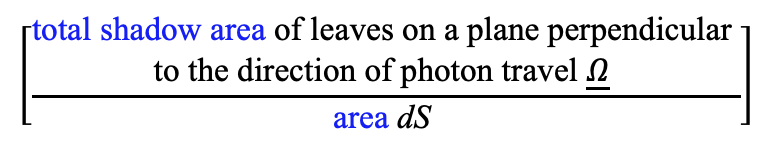 total shadow area of leaves on a plane perpendicular
to the direction of photon travel Ω
area dS